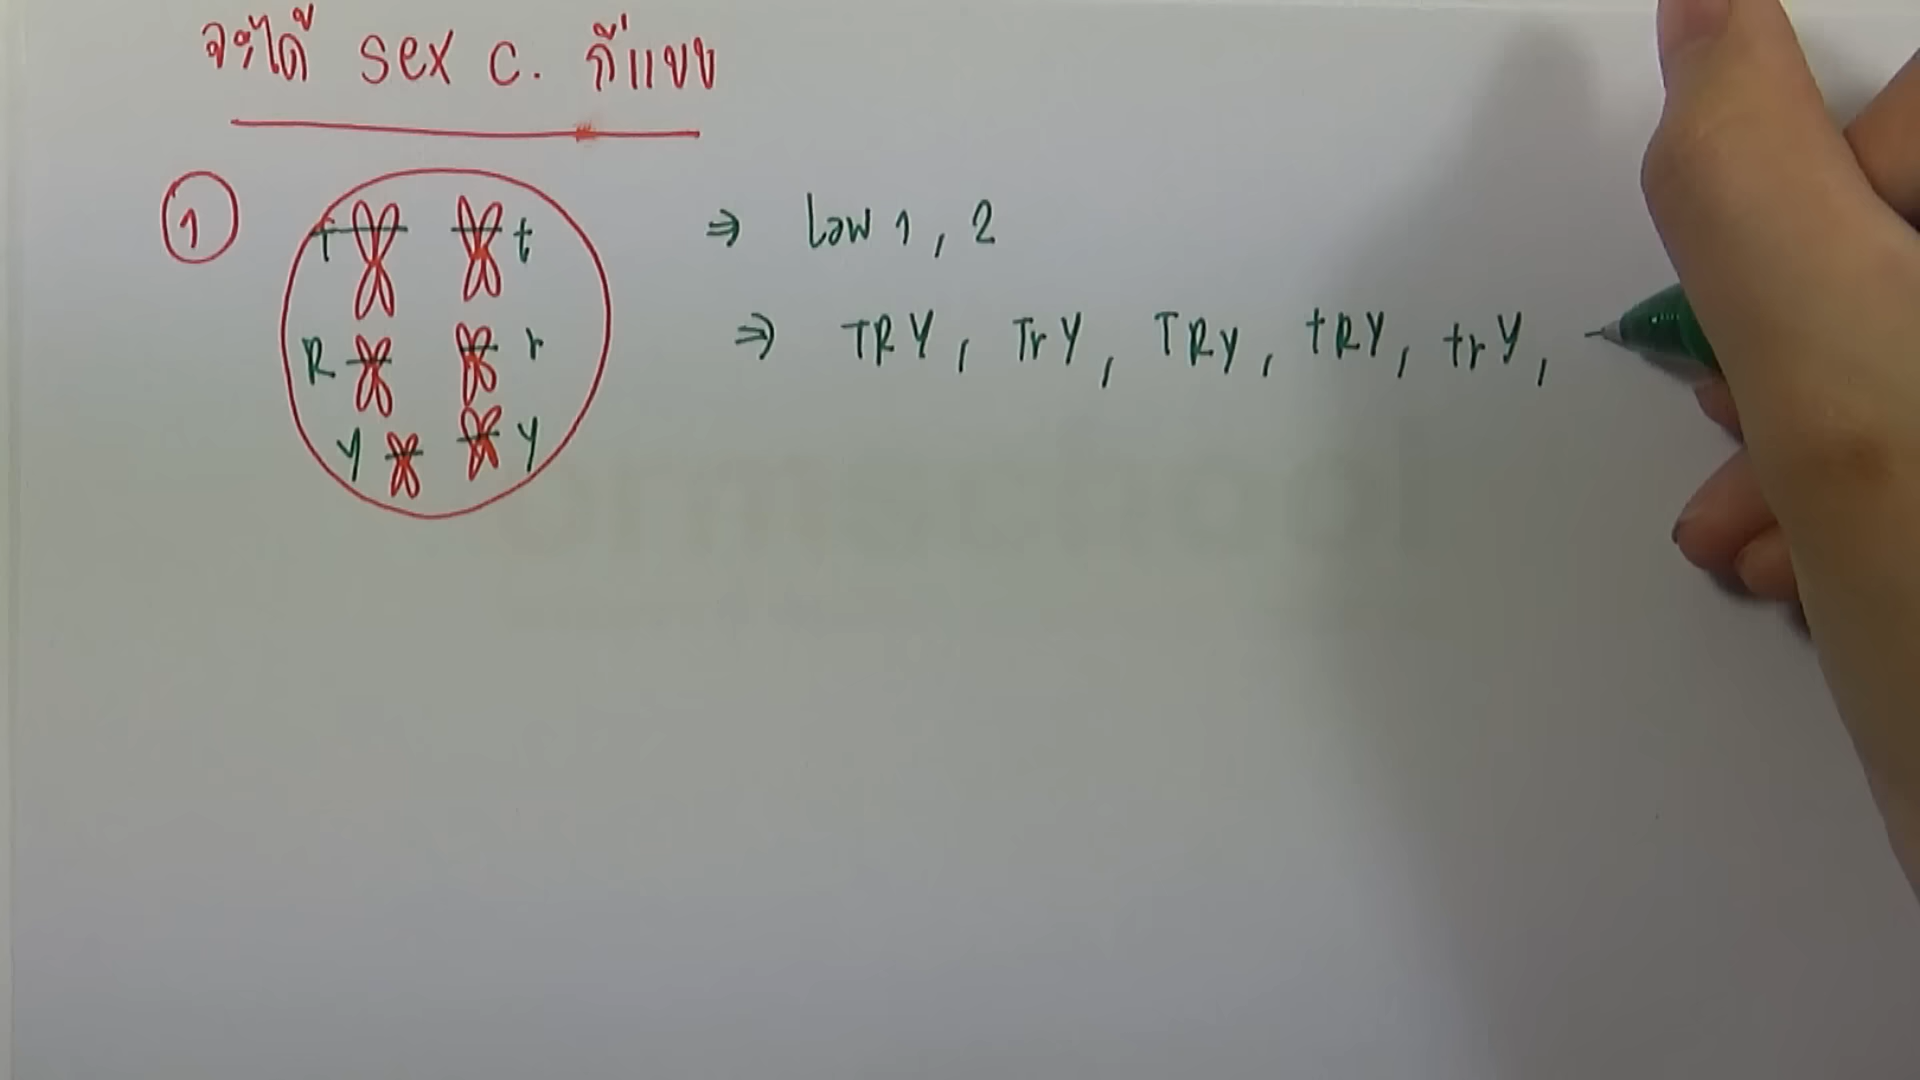 จะได้ sex c. กี่แบบ
1
T t
R r
Y y
⇒ Law 1, 2
⇒ TRY, TrY, TRy, tRY, trY,